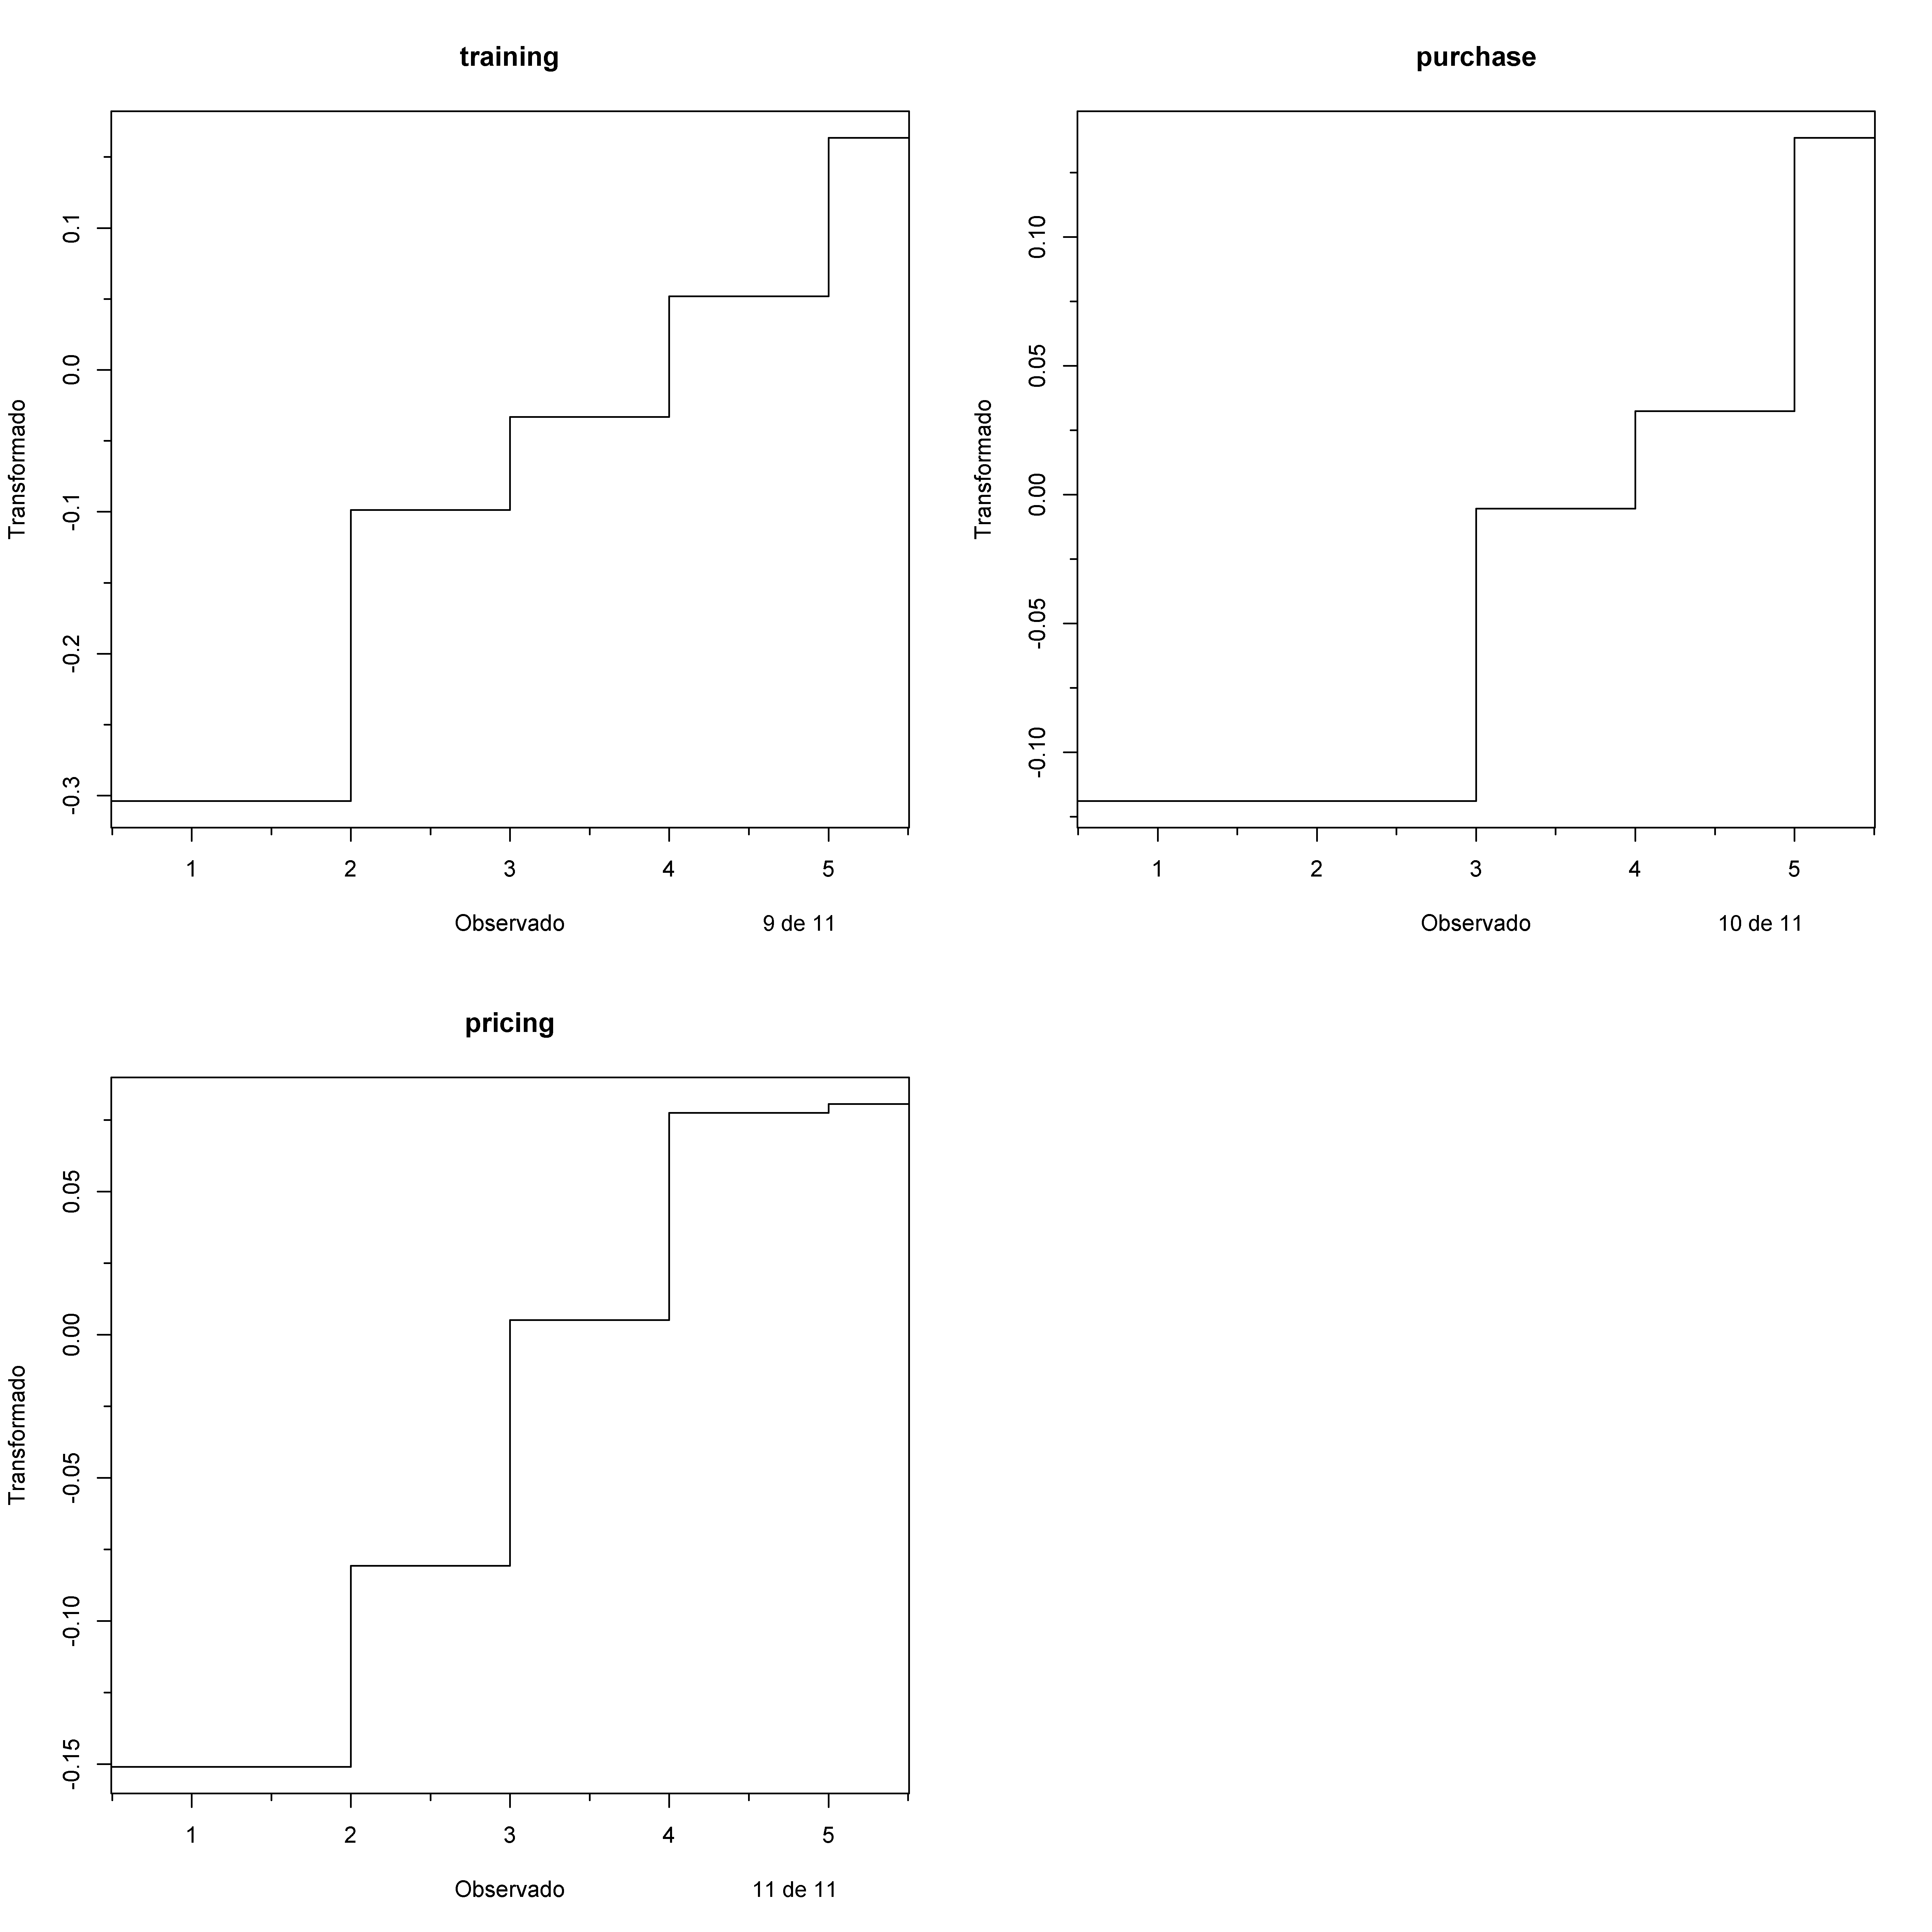 training
Transformado
0.1
0.0
-0.1
-0.2
-0.3
1 2 3 4 5
Observado 9 de 11
purchase
Transformado
0.10
0.05
0.00
-0.05
-0.10
1 2 3 4 5
Observado 10 de 11
pricing
Transformado
0.05
0.00
-0.05
-0.10
-0.15
1 2 3 4 5
Observado 11 de 11